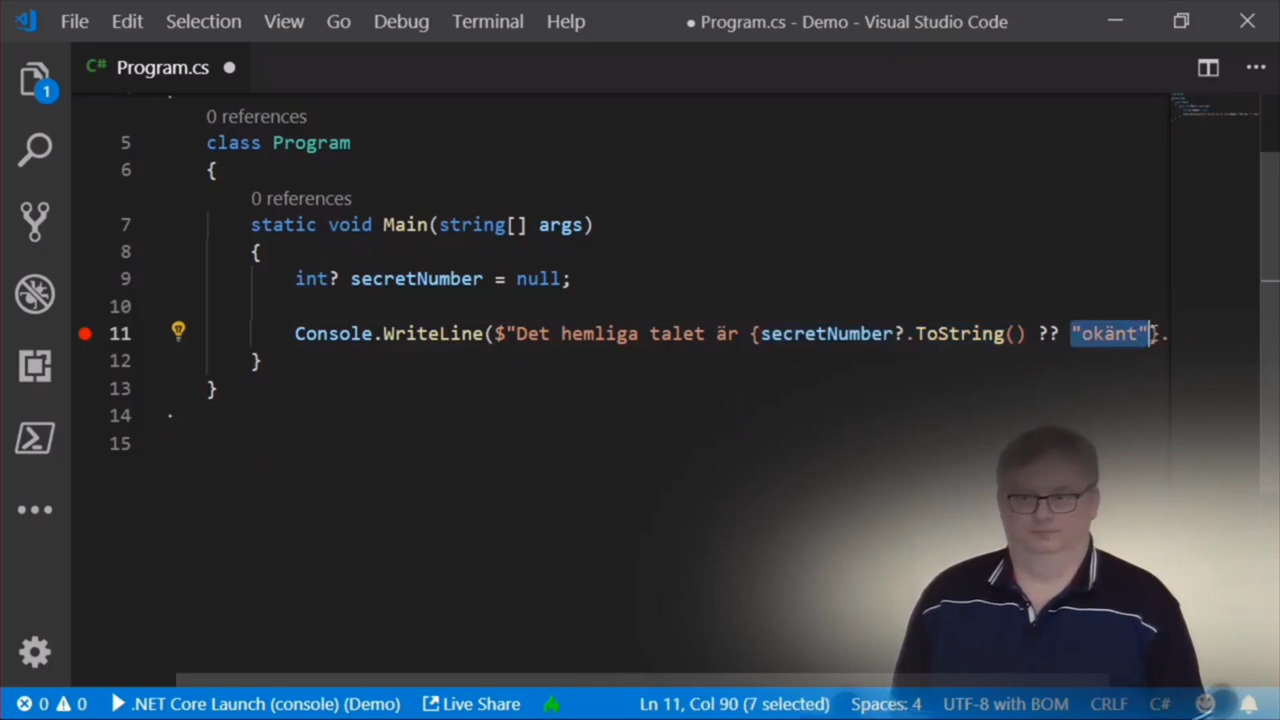 File Edit Selection View Go Debug Terminal Help ● Program.cs - Demo - Visual Studio Code
C# Program.cs ●
1
0 references
5 class Program
6 {
0 references
7 static void Main(string[] args)
8 {
9 int? secretNumber = null;
10
11 Console.WriteLine($"Det hemliga talet är {secretNumber?.ToString() ?? "okänt"}.
12 }
13 }
14
15
0 0 .NET Core Launch (console) (Demo) Live Share Ln 11, Col 90 (7 selected) Spaces: 4 UTF-8 with BOM CRLF C#